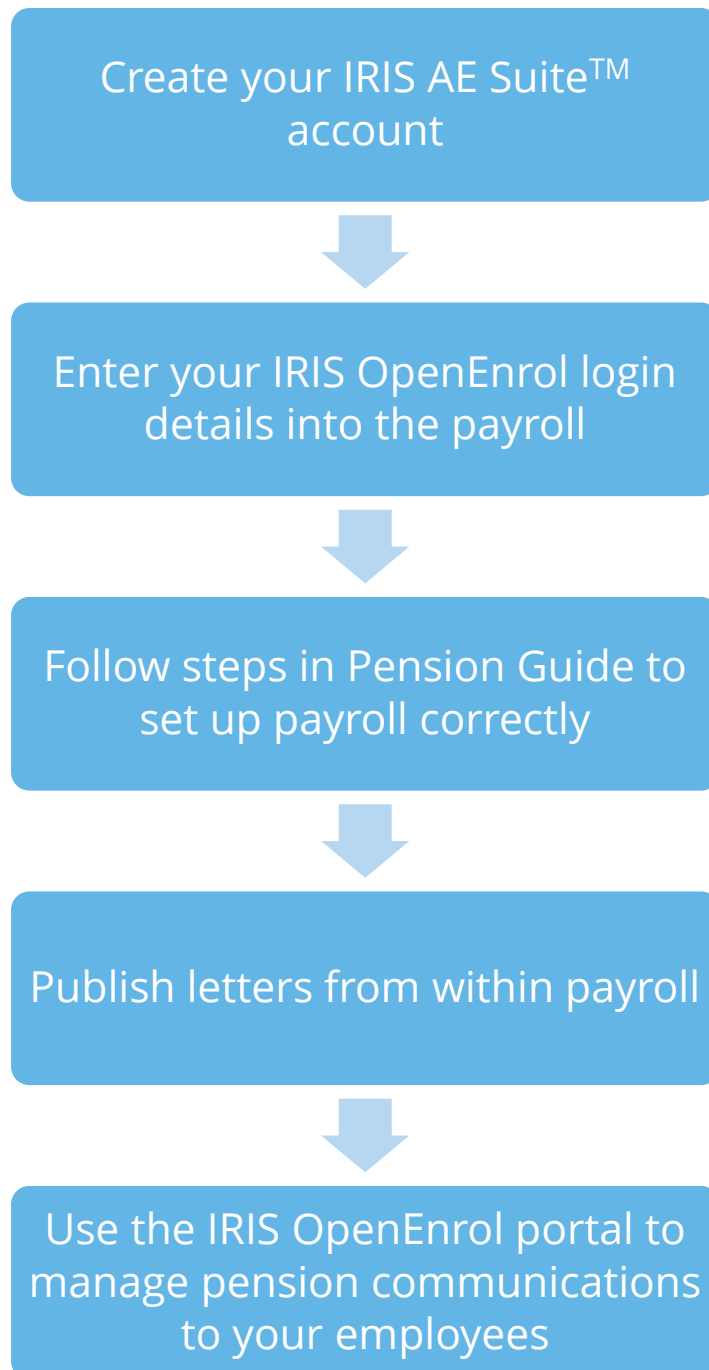 Create your IRIS AE Suite™
account
Enter your IRIS OpenEnrol login
details into the payroll
Follow steps in Pension Guide to
set up payroll correctly
Publish letters from within payroll
Use the IRIS OpenEnrol portal to
manage pension communications
to your employees